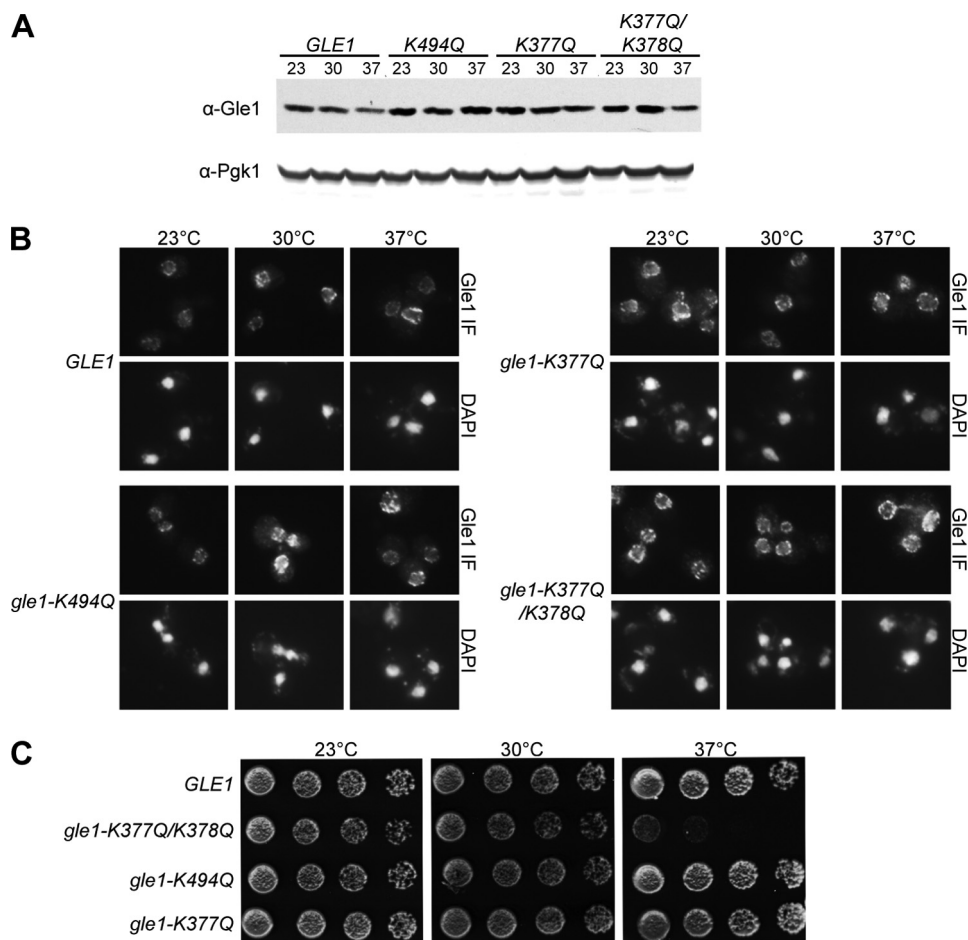 A
GLE1 K494Q K377Q K377Q/
K378Q
23 30 37 23 30 37 23 30 37 23 30 37
α-Gle1
α-Pgk1
B
23°C 30°C 37°C
GLE1
Gle1 IF
DAPI
gle1-K494Q
Gle1 IF
DAPI
23°C 30°C 37°C
gle1-K377Q
Gle1 IF
DAPI
gle1-K377Q
/K378Q
Gle1 IF
DAPI
C
23°C 30°C 37°C
GLE1
gle1-K377Q/K378Q
gle1-K494Q
gle1-K377Q